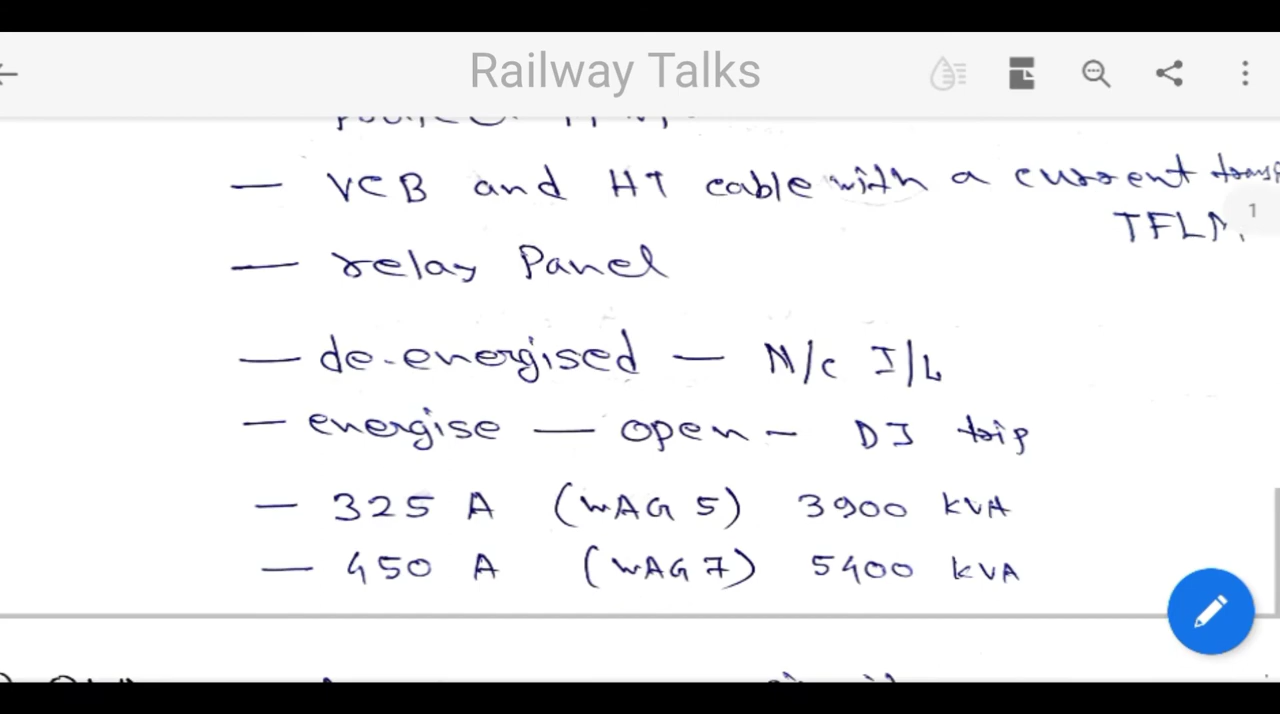 Railway Talks
— VCB and HT cable with a current
TFLM
1
— relay Panel
— de-energised — N/c I/L
— energise — open — DJ trip
— 325 A (WAG 5) 3900 kVA
— 450 A (WAG 7) 5400 kVA